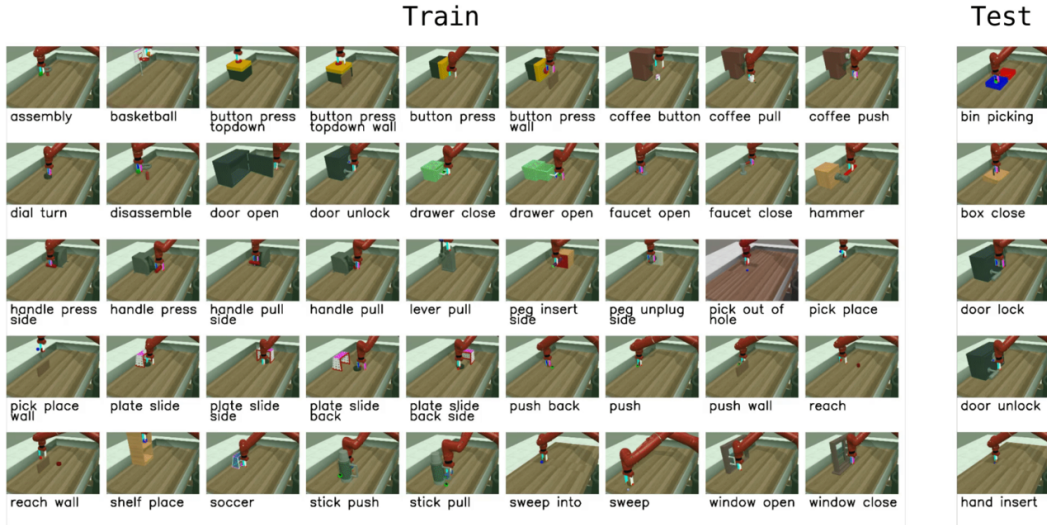 Train
Test
assembly
basketball
button press
topdown
button press
topdown wall
button press
button press
wall
coffee button
coffee pull
coffee push
bin picking
dial turn
disassemble
door open
door unlock
drawer close
drawer open
faucet open
faucet close
hammer
box close
handle press
side
handle press
handle pull
side
handle pull
lever pull
peg insert
side
peg unplug
side
pick out of
hole
pick place
door lock
pick place
wall
plate slide
plate slide
side
plate slide
back
plate slide
back side
push back
push
push wall
reach
door unlock
reach wall
shelf place
soccer
stick push
stick pull
sweep into
sweep
window open
window close
hand insert